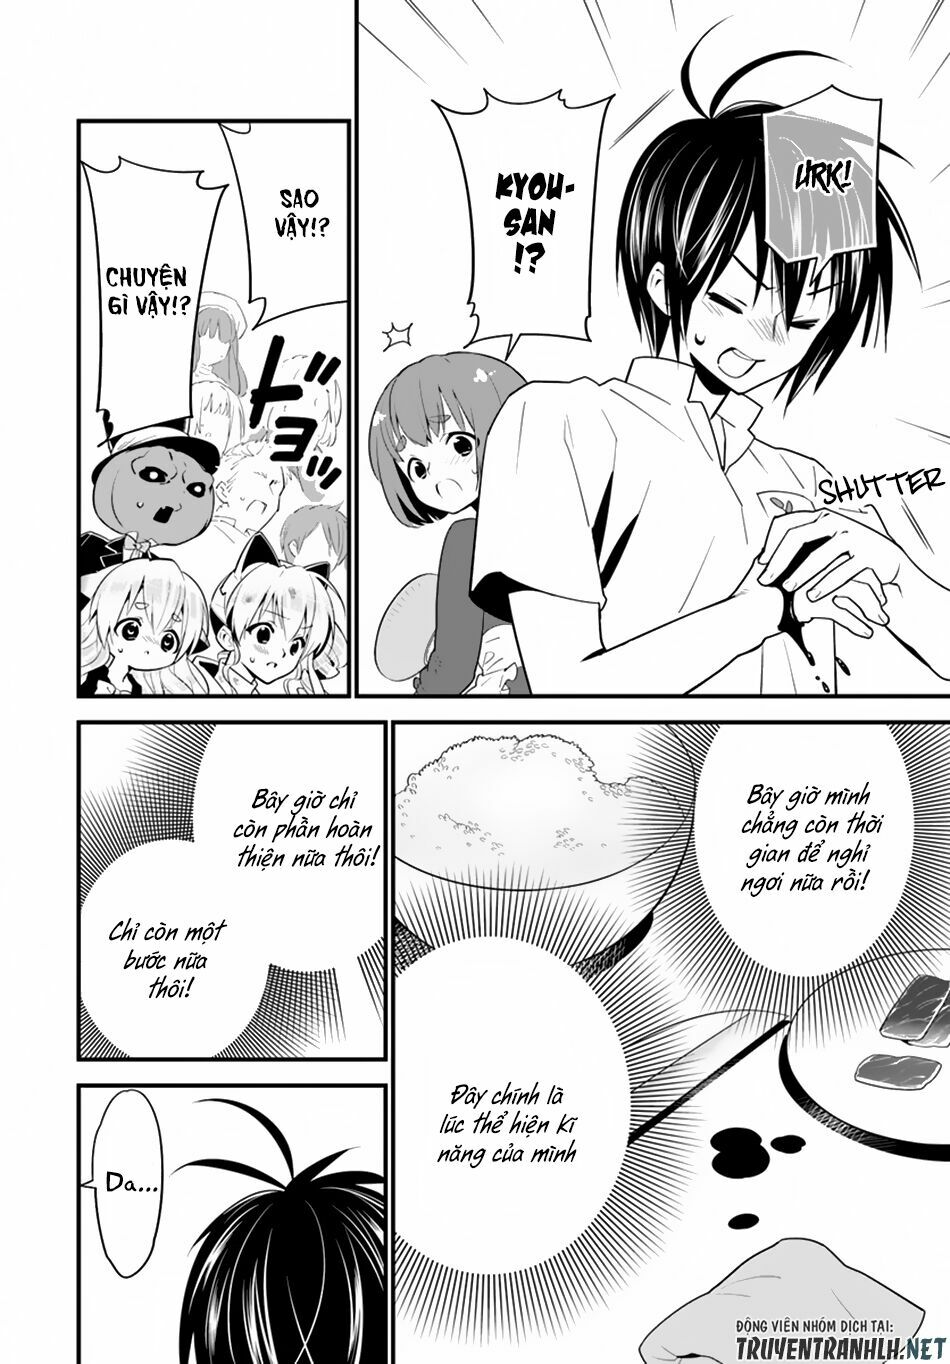 URK!
KYOU-
SAN
!?
SHUTTER
SAO
VẬY!?
CHUYỆN
GÌ VẬY!?
ドヨ
Bây giờ mình
chẳng còn thời
gian để nghỉ
ngơi nữa rồi!
Đây chính là
lúc thể hiện kĩ
năng của mình
Bây giờ chỉ
còn phần hoàn
thiện nữa thôi!
Chỉ còn một
bước nữa
thôi!
Da...
ĐỘNG VIÊN NHÓM DỊCH TẠI:
TRUYENTRANHLH.NET